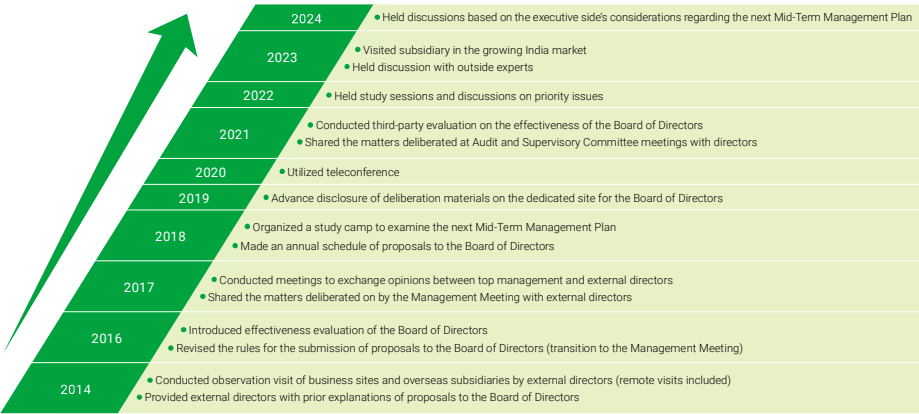 2024
• Held discussions based on the executive side's considerations regarding the next Mid-Term Management Plan
2023
• Visited subsidiary in the growing India market
• Held discussion with outside experts
2022
• Held study sessions and discussions on priority issues
2021
• Conducted third-party evaluation on the effectiveness of the Board of Directors
• Shared the matters deliberated at Audit and Supervisory Committee meetings with directors
2020
• Utilized teleconference
2019
• Advance disclosure of deliberation materials on the dedicated site for the Board of Directors
2018
• Organized a study camp to examine the next Mid-Term Management Plan
• Made an annual schedule of proposals to the Board of Directors
2017
• Conducted meetings to exchange opinions between top management and external directors
• Shared the matters deliberated on by the Management Meeting with external directors
2016
• Introduced effectiveness evaluation of the Board of Directors
• Revised the rules for the submission of proposals to the Board of Directors (transition to the Management Meeting)
2014
• Conducted observation visit of business sites and overseas subsidiaries by external directors (remote visits included)
• Provided external directors with prior explanations of proposals to the Board of Directors